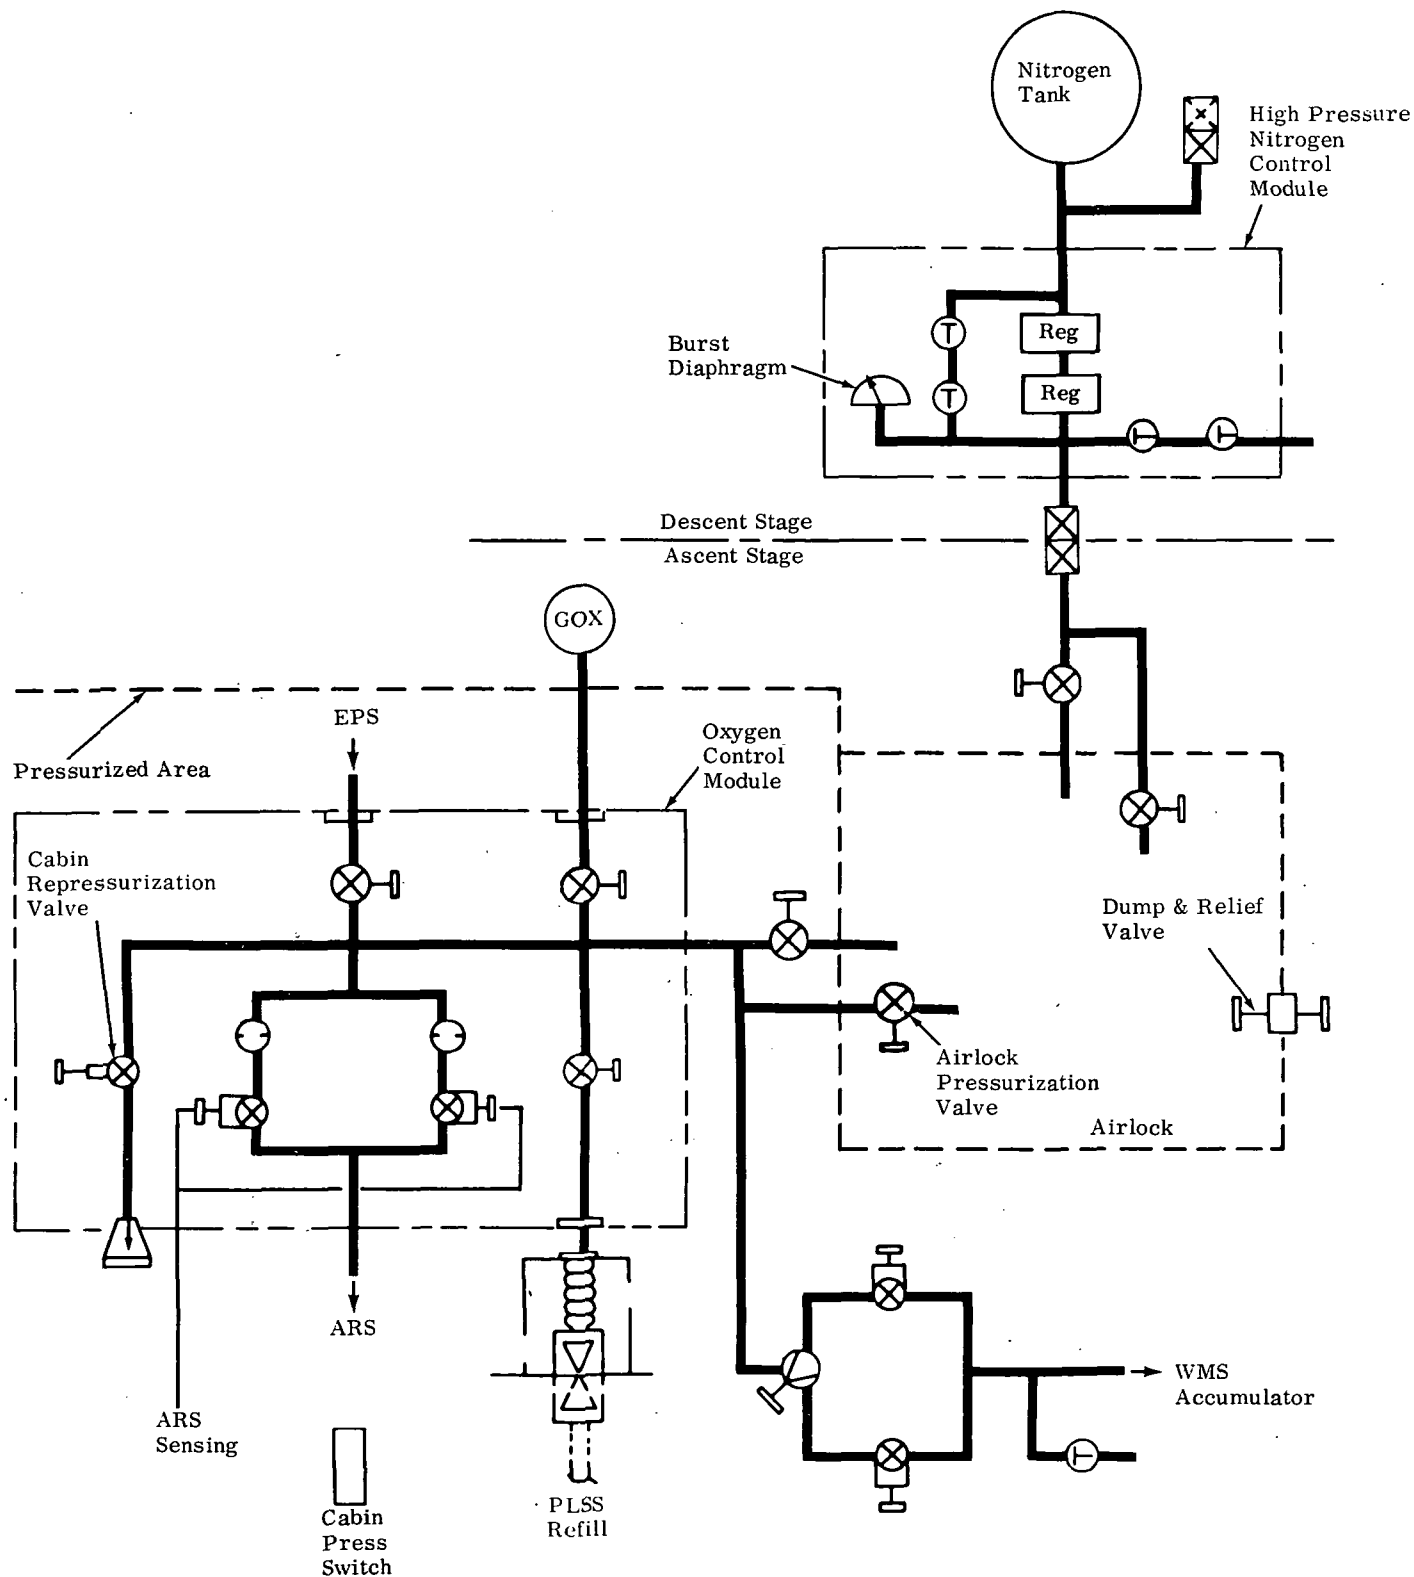 Nitrogen
Tank
High Pressure
Nitrogen
Control
Module
Reg
Burst
Diaphragm
T
T
Reg
T
T
Descent Stage
Ascent Stage
GOX
EPS
Oxygen
Control
Module
Pressurized Area
Cabin
Repressurization
Valve
Dump & Relief
Valve
Airlock
Pressurization
Valve
Airlock
ARS
WMS
Accumulator
T
ARS
Sensing
Cabin
Press
Switch
PLSS
Refill